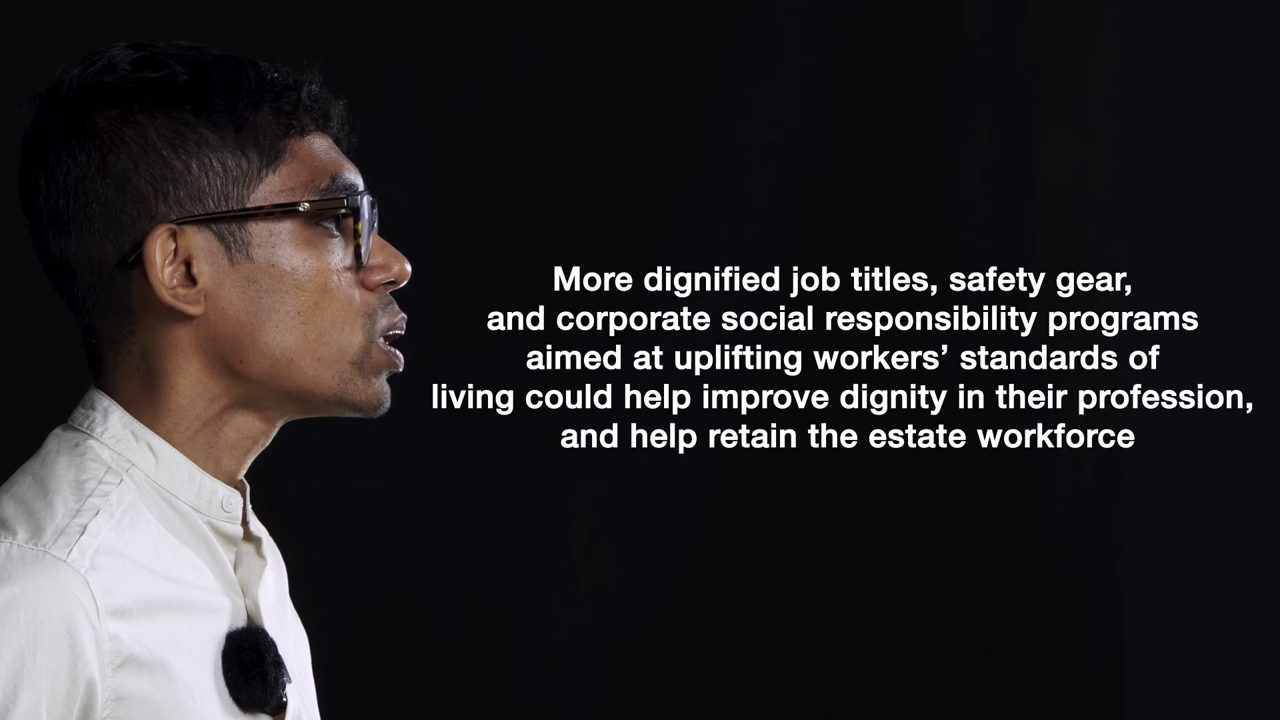 More dignified job titles, safety gear,
and corporate social responsibility programs
aimed at uplifting workers’ standards of
living could help improve dignity in their profession,
and help retain the estate workforce